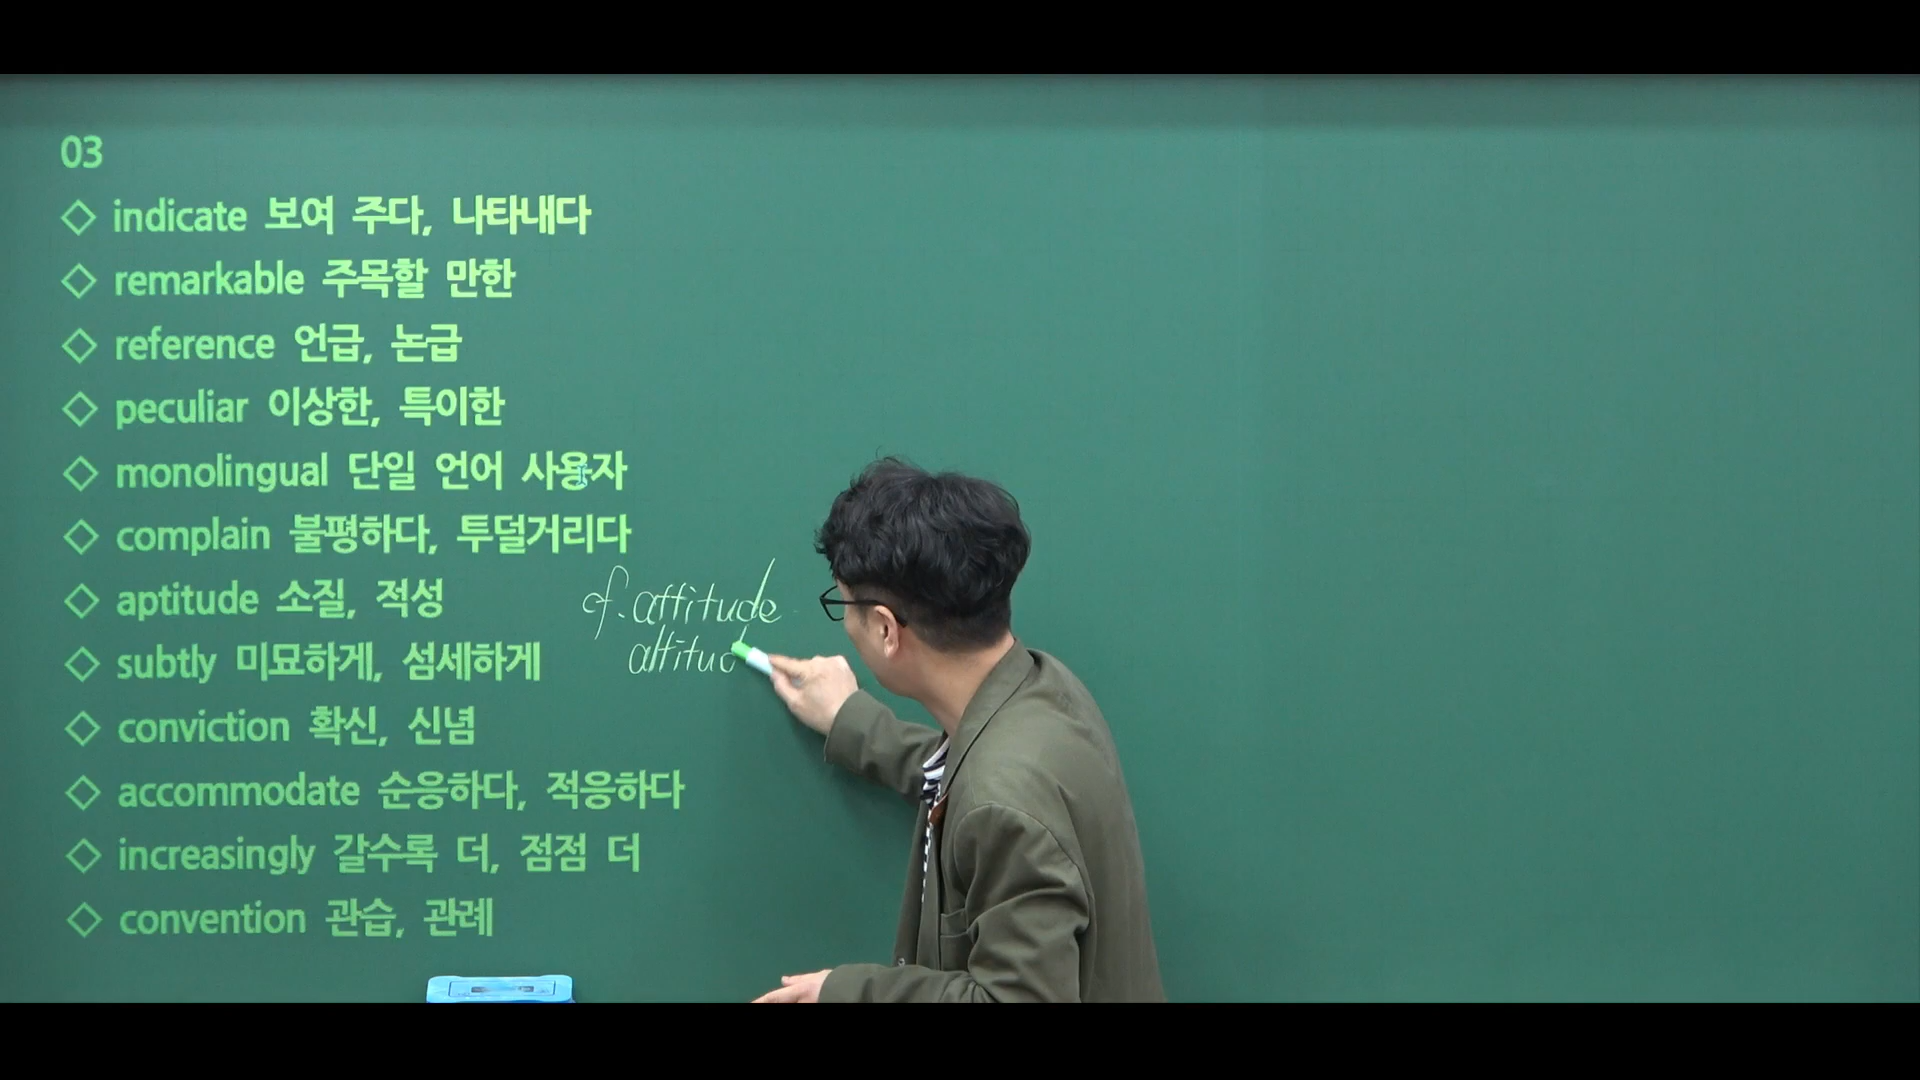 03
◇ indicate 보여 주다, 나타내다
◇ remarkable 주목할 만한
◇ reference 언급, 논급
◇ peculiar 이상한, 특이한
◇ monolingual 단일 언어 사용자
◇ complain 불평하다, 투덜거리다
◇ aptitude 소질, 적성
cf. attitude
◇ subtly 미묘하게, 섬세하게
altitud
◇ conviction 확신, 신념
◇ accommodate 순응하다, 적응하다
◇ increasingly 갈수록 더, 점점 더
◇ convention 관습, 관례